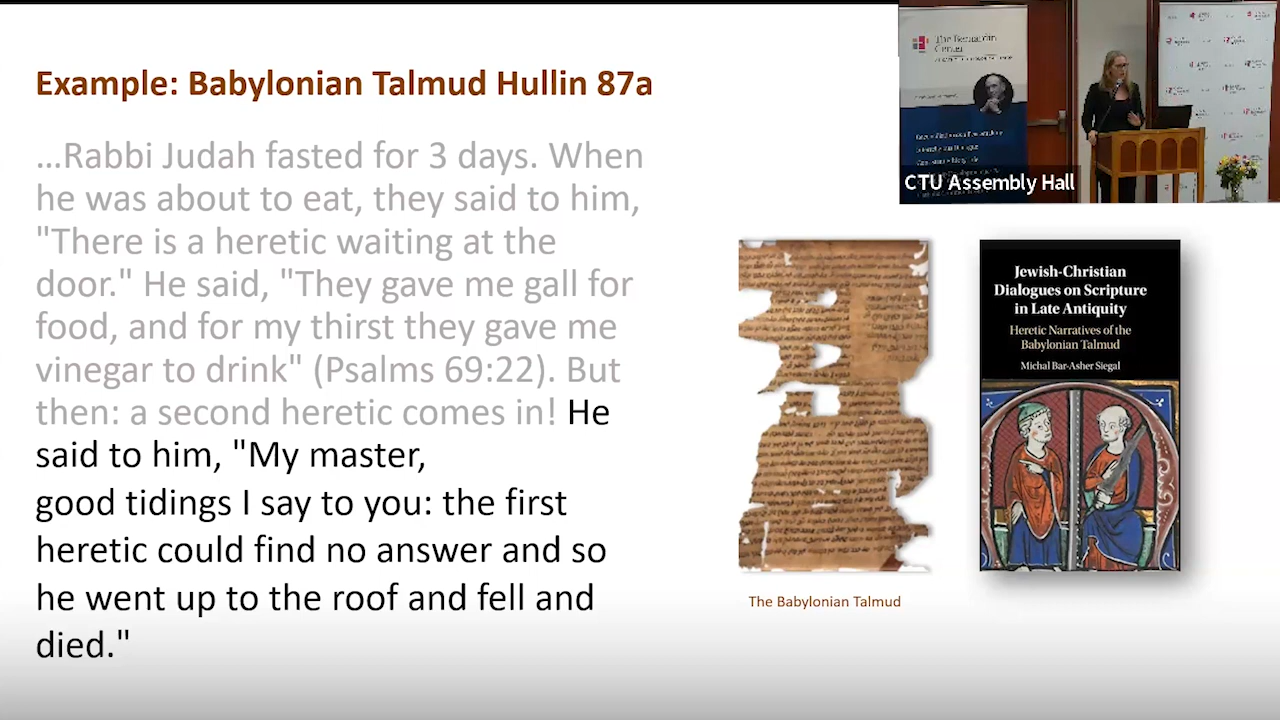 Example: Babylonian Talmud Hullin 87a
...Rabbi Judah fasted for 3 days. When
he was about to eat, they said to him,
"There is a heretic waiting at the
door." He said, "They gave me gall for
food, and for my thirst they gave me
vinegar to drink" (Psalms 69:22). But
then: a second heretic comes in! He
said to him, "My master,
good tidings I say to you: the first
heretic could find no answer and so
he went up to the roof and fell and
died."
The Bernardin
Center
CTU Assembly Hall
Jewish-Christian
Dialogues on Scripture
in Late Antiquity
Heretic Narratives of the
Babylonian Talmud
Michal Bar-Asher Siegal
The Babylonian Talmud